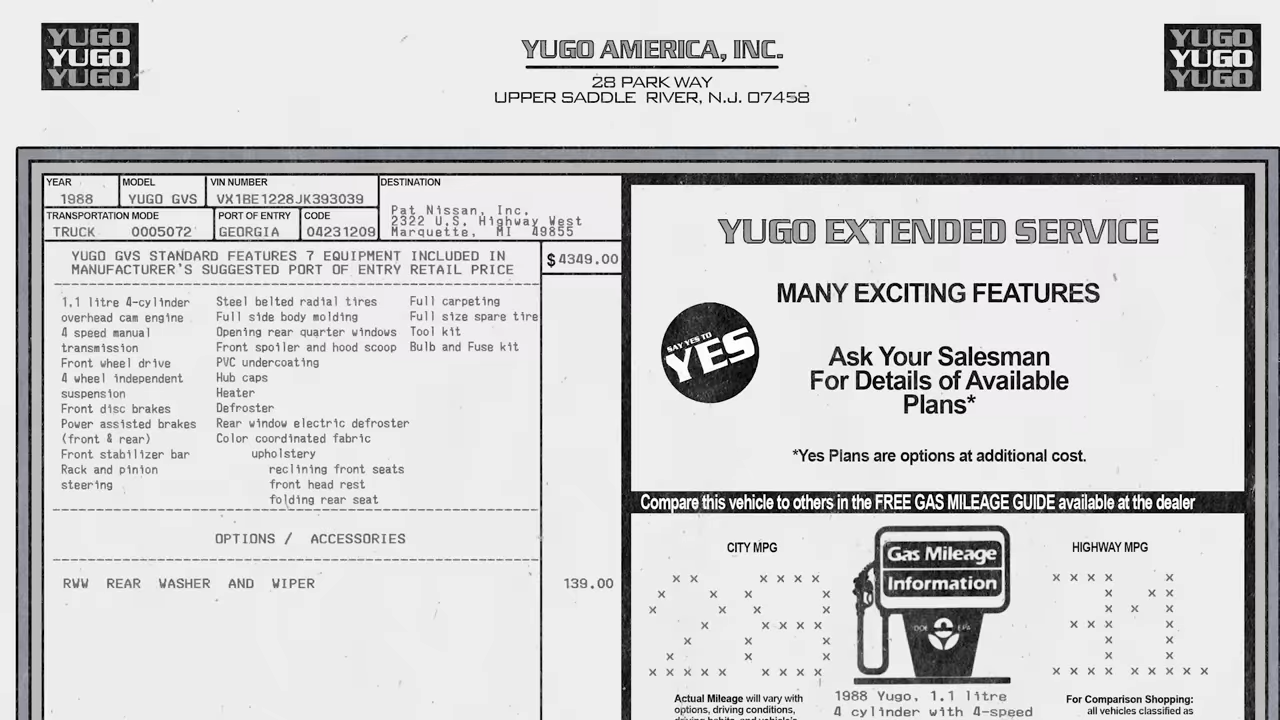 YUGO
YUGO
YUGO
YUGO AMERICA, INC.
28 PARK WAY
UPPER SADDLE RIVER, N.J. 07458
YUGO
YUGO
YUGO
YEAR
1988
MODEL
YUGO GVS
VIN NUMBER
VX1BE1228JK393039
DESTINATION
Pat Nissan, Inc.
2322 U.S. Highway West
Marquette, MI 49855
TRANSPORTATION MODE
TRUCK 0005072
PORT OF ENTRY
GEORGIA
CODE
04231209
YUGO GVS STANDARD FEATURES 7 EQUIPMENT INCLUDED IN
MANUFACTURER'S SUGGESTED PORT OF ENTRY RETAIL PRICE
$4349.00
1.1 litre 4-cylinder
overhead cam engine
4 speed manual
transmission
Front wheel drive
4 wheel independent
suspension
Front disc brakes
Power assisted brakes
(front & rear)
Front stabilizer bar
Rack and pinion
steering
Steel belted radial tires
Full side body molding
Opening rear quarter windows
Front spoiler and hood scoop
PVC undercoating
Hub caps
Heater
Defroster
Rear window electric defroster
Color coordinated fabric
upholstery
reclining front seats
front head rest
folding rear seat
Full carpeting
Full size spare tire
Tool kit
Bulb and Fuse kit
OPTIONS / ACCESSORIES
RWW REAR WASHER AND WIPER 139.00
YUGO EXTENDED SERVICE
MANY EXCITING FEATURES
SAY YES TO
YES
Ask Your Salesman
For Details of Available
Plans*
*Yes Plans are options at additional cost.
Compare this vehicle to others in the FREE GAS MILEAGE GUIDE available at the dealer
CITY MPG
28
Gas Mileage
Information
DOE EPA
HIGHWAY MPG
31
Actual Mileage will vary with
options, driving conditions,
driving habits, and vehicle's
1988 Yugo, 1.1 litre
4 cylinder with 4-speed
For Comparison Shopping:
all vehicles classified as